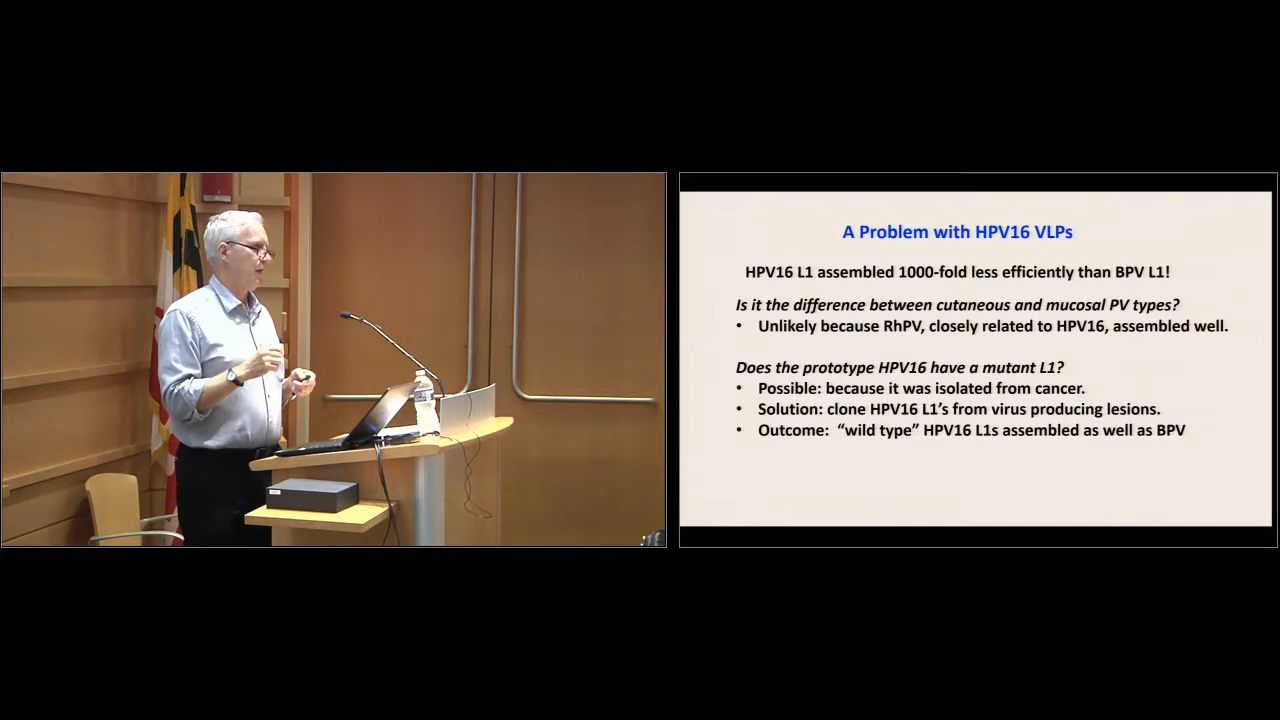 A Problem with HPV16 VLPs
HPV16 L1 assembled 1000-fold less efficiently than BPV L1!
Is it the difference between cutaneous and mucosal PV types?
• Unlikely because RhPV, closely related to HPV16, assembled well.
Does the prototype HPV16 have a mutant L1?
• Possible: because it was isolated from cancer.
• Solution: clone HPV16 L1's from virus producing lesions.
• Outcome:  “wild type” HPV16 L1s assembled as well as BPV